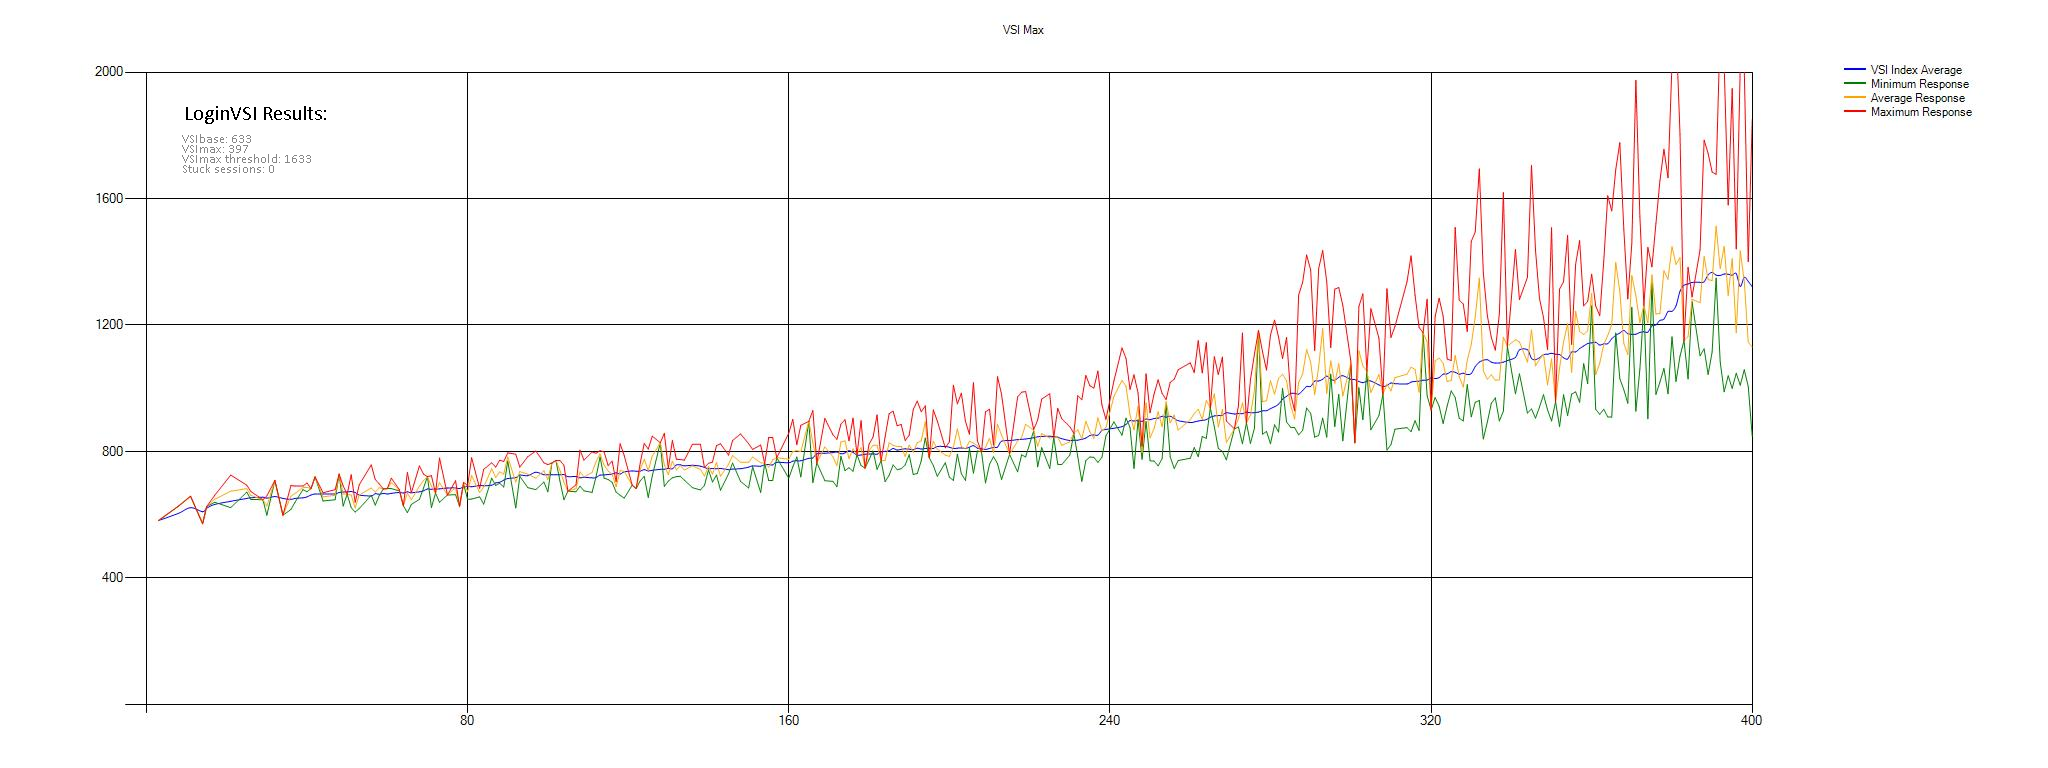 VSI Max
2000
1600
1200
800
400
80
160
240
320
400
LoginVSI Results:
VSIbase: 633
VSImax: 397
VSImax threshold: 1633
Stuck sessions: 0
VSI Index Average
Minimum Response
Average Response
Maximum Response